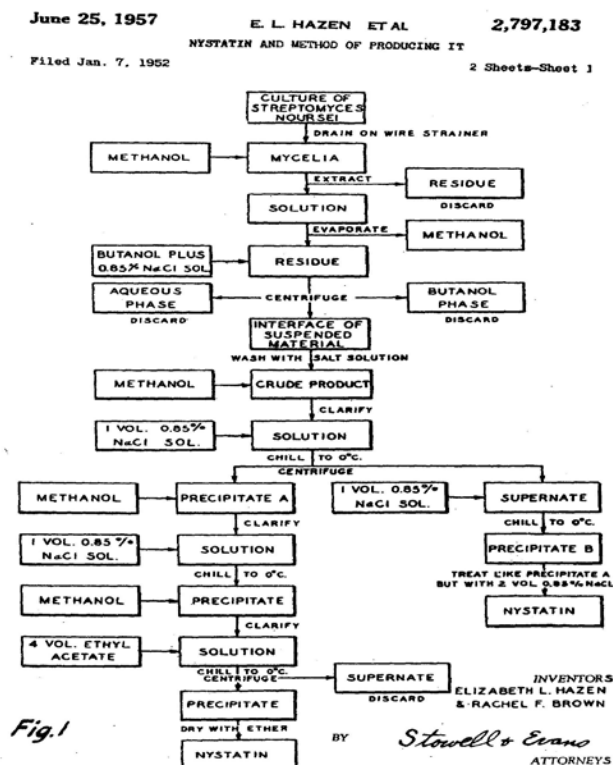 June 25, 1957
E. L. HAZEN ET AL
2,797,183
NYSTATIN AND METHOD OF PRODUCING IT
Filed Jan. 7, 1952
2 Sheets-Sheet 1
CULTURE OF
STREPTOMYCES
NOURSEI
DRAIN ON WIRE STRAINER
METHANOL
MYCELIA
EXTRACT
RESIDUE
DISCARD
SOLUTION
EVAPORATE
METHANOL
BUTANOL PLUS
0.85% NaCl SOL.
RESIDUE
AQUEOUS
PHASE
DISCARD
CENTRIFUGE
BUTANOL
PHASE
DISCARD
INTERFACE OF
SUSPENDED
MATERIAL
WASH WITH SALT SOLUTION
METHANOL
CRUDE PRODUCT
CLARIFY
1 VOL. 0.85%
NaCl SOL.
SOLUTION
CHILL TO 0°C.
CENTRIFUGE
METHANOL
PRECIPITATE A
1 VOL. 0.85%
NaCl SOL.
SUPERNATE
CLARIFY
CHILL TO 0°C.
1 VOL. 0.85%
NaCl SOL.
SOLUTION
PRECIPITATE B
CHILL TO 0°C.
TREAT LIKE PRECIPITATE A
BUT WITH 2 VOL 0.85% NaCl
METHANOL
PRECIPITATE
NYSTATIN
CLARIFY
4 VOL. ETHYL
ACETATE
SOLUTION
CHILL TO 0°C.
CENTRIFUGE
SUPERNATE
DISCARD
PRECIPITATE
DRY WITH ETHER
NYSTATIN
INVENTORS
ELIZABETH L. HAZEN
& RACHEL F. BROWN
Fig.1
BY Stowell & Evans
ATTORNEYS